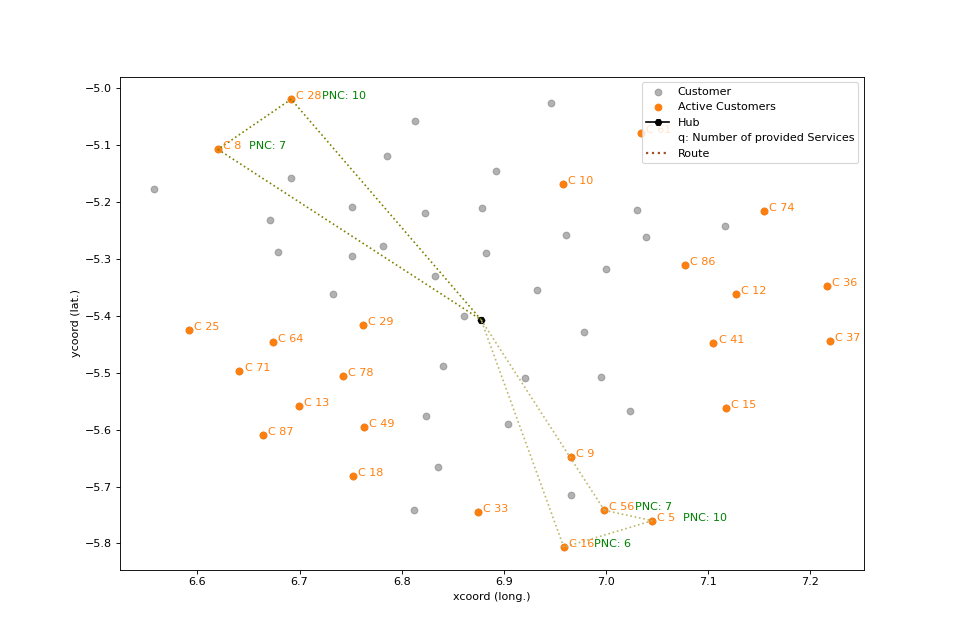 −5.0
−5.1
−5.2
−5.3
−5.4
−5.5
−5.6
−5.7
−5.8
ycoord (lat.)
6.6
6.7
6.8
6.9
7.0
7.1
7.2
xcoord (long.)
Customer
Active Customers
Hub
q: Number of provided Services
Route
C 28 PNC: 10
C 8 PNC: 7
C 10
C 74
C 86
C 36
C 12
C 25
C 29
C 64
C 41
C 37
C 71
C 78
C 13
C 15
C 49
C 87
C 9
C 18
C 33
C 56 PNC: 7
C 5 PNC: 10
C 16 PNC: 6